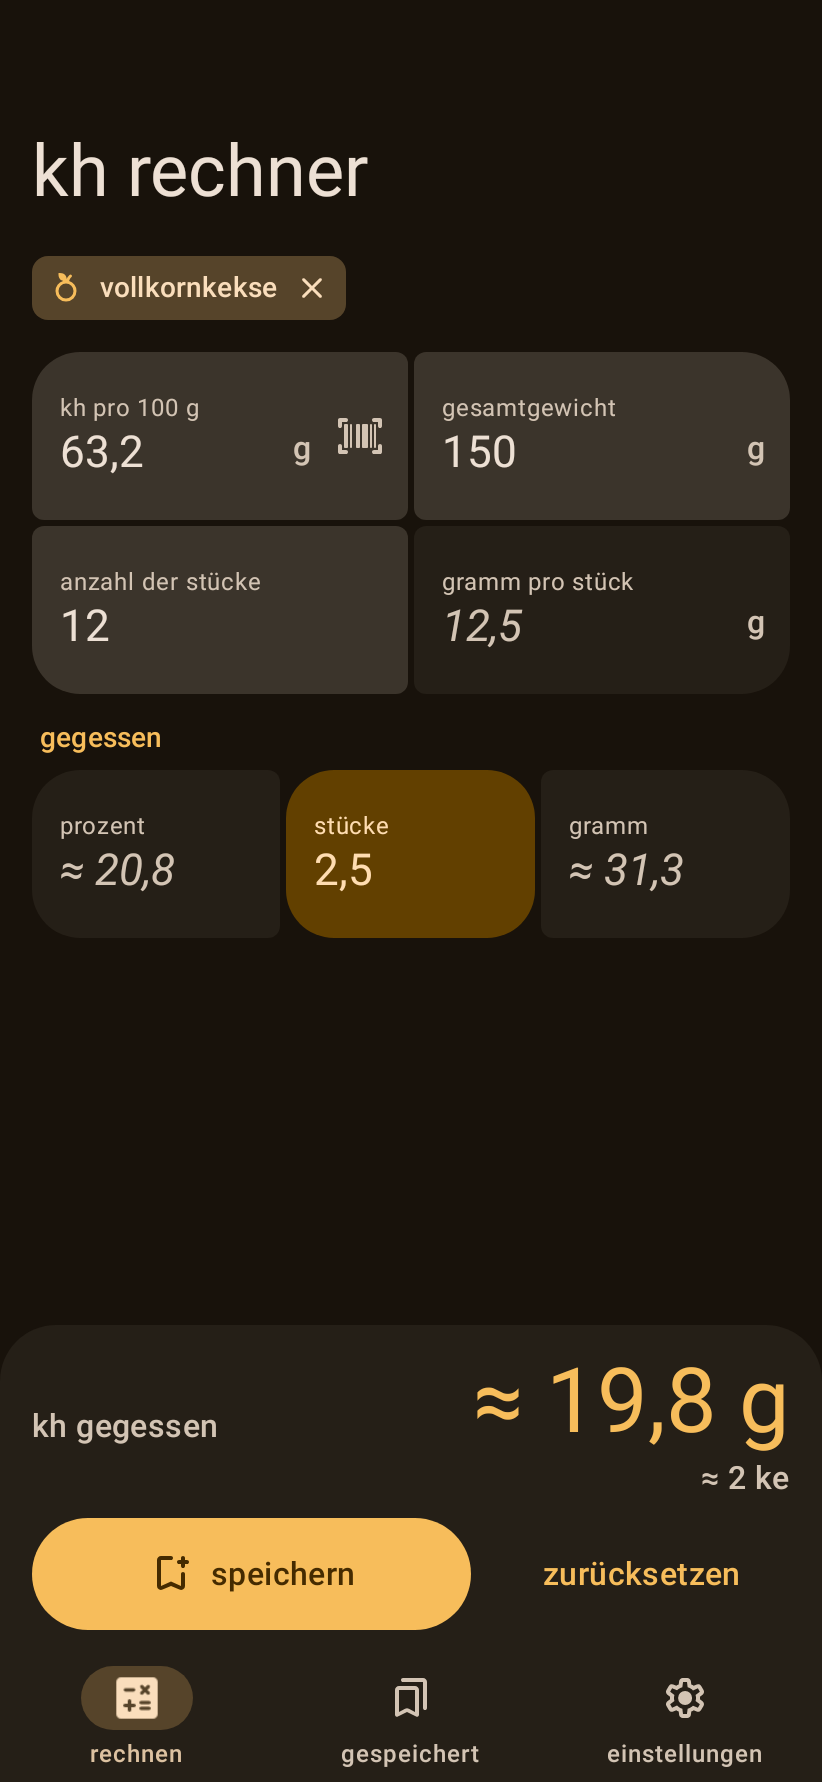 kh rechner
vollkornkekse
kh pro 100 g
63,2 g
gesamtgewicht
150 g
anzahl der stücke
12
gramm pro stück
12,5 g
gegessen
prozent
≈ 20,8
stücke
2,5
gramm
≈ 31,3
kh gegessen
≈ 19,8 g
≈ 2 ke
speichern
zurücksetzen
rechnen
gespeichert
einstellungen